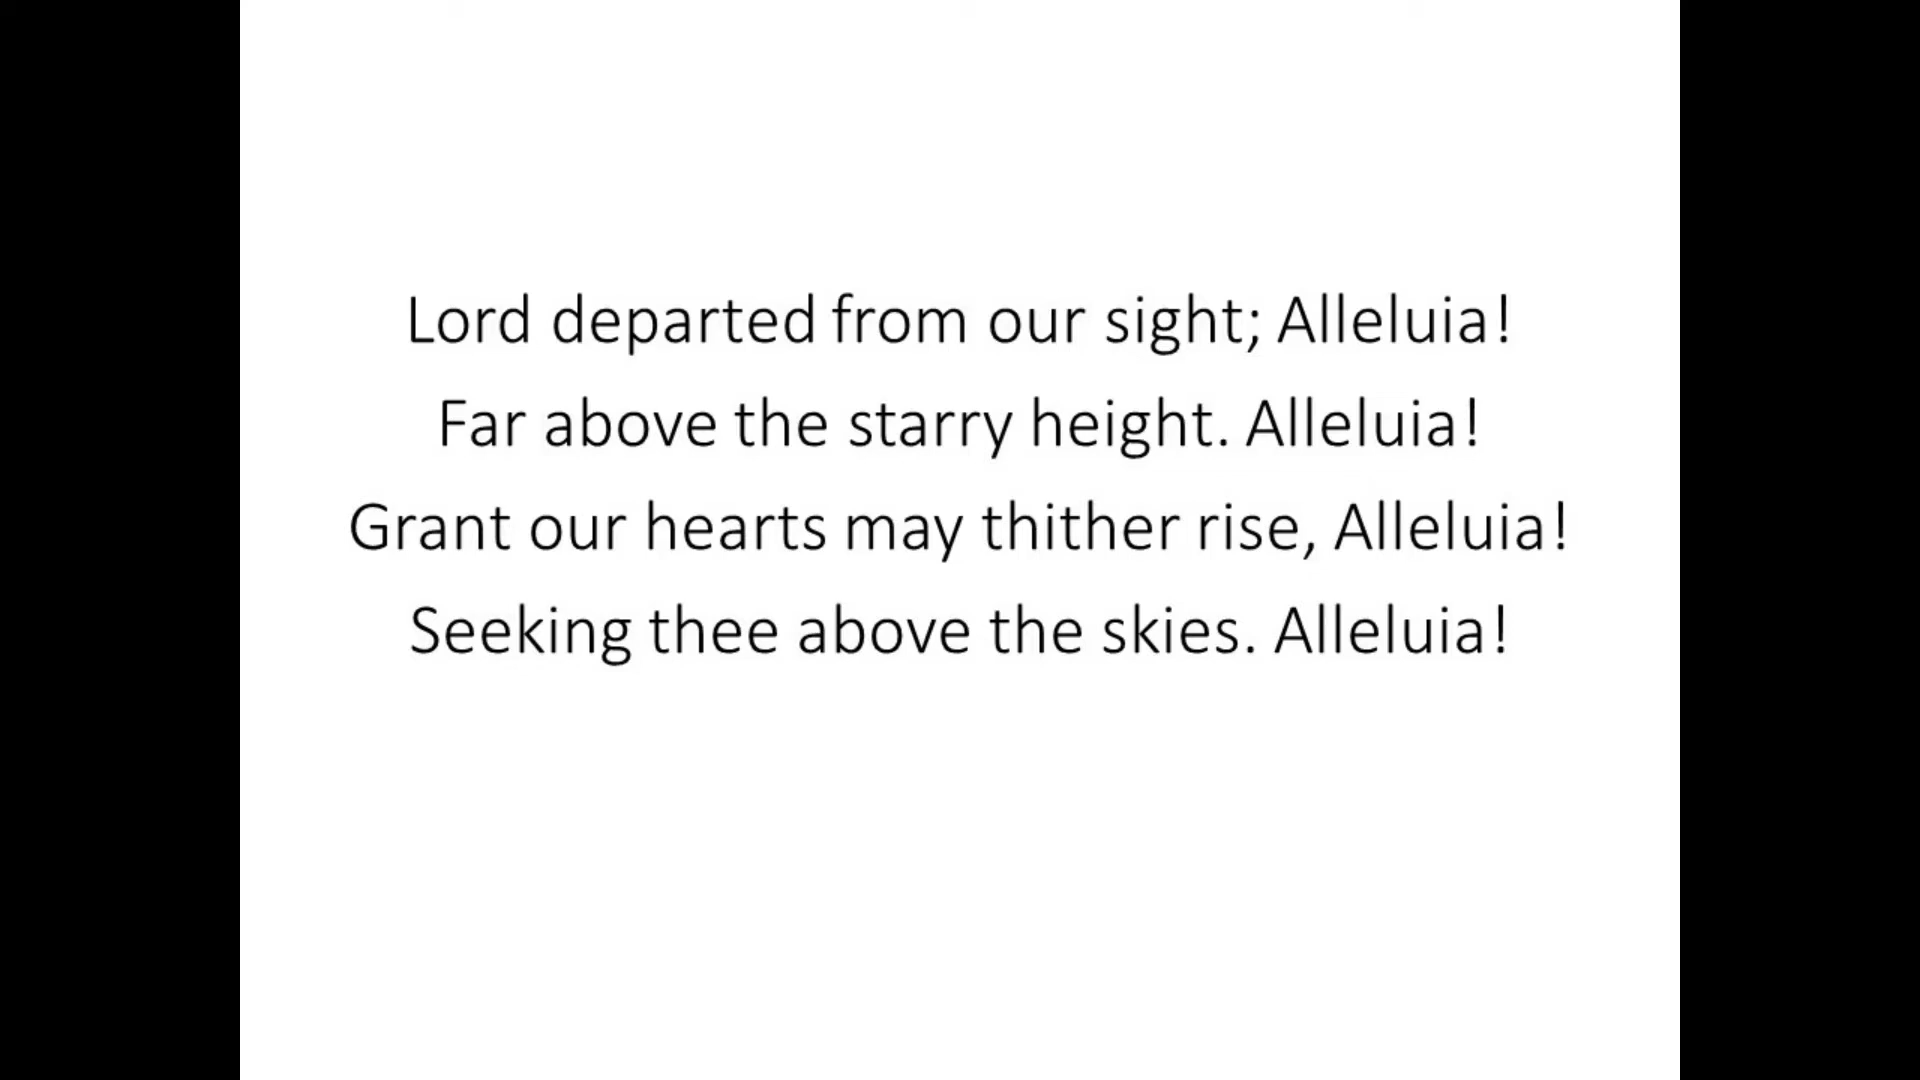 Lord departed from our sight; Alleluia!
Far above the starry height. Alleluia!
Grant our hearts may thither rise, Alleluia!
Seeking thee above the skies. Alleluia!